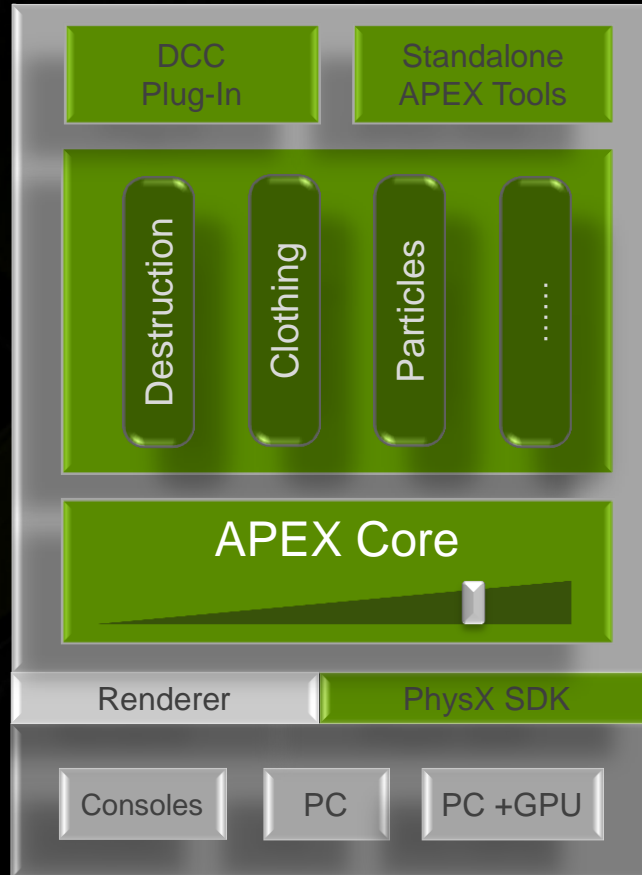 DCC
Plug-In
Standalone
APEX Tools
Destruction
Clothing
Particles
......
APEX Core
Renderer
PhysX SDK
Consoles
PC
PC +GPU